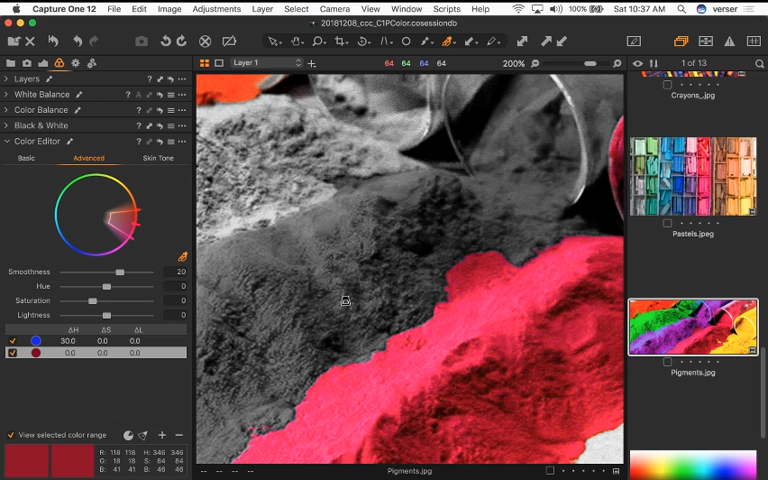 Capture One 12 File Edit Image Adjustments Layer Select View Window Scripts Help 100% Sat 10:37 AM verser
20181208_ccc_C1PColor.cosessiondb
Layer 1
64 64 64 64
200%
1 of 13
Layers
White Balance
Color Balance
Black & White
Color Editor
Basic Advanced Skin Tone
Smoothness 20
Hue 0
Saturation 0
Lightness 0
ΔH ΔS ΔL
30.0 0.0 0.0
0.0 0.0 0.0
View selected color range
R: 118 118 H: 346 346
G: 18 18 S: 84 84
B: 41 41 B: 46 46
-- -- -- --
Pigments.jpg
Crayons_.jpg
Pastels.jpeg
Pigments.jpg